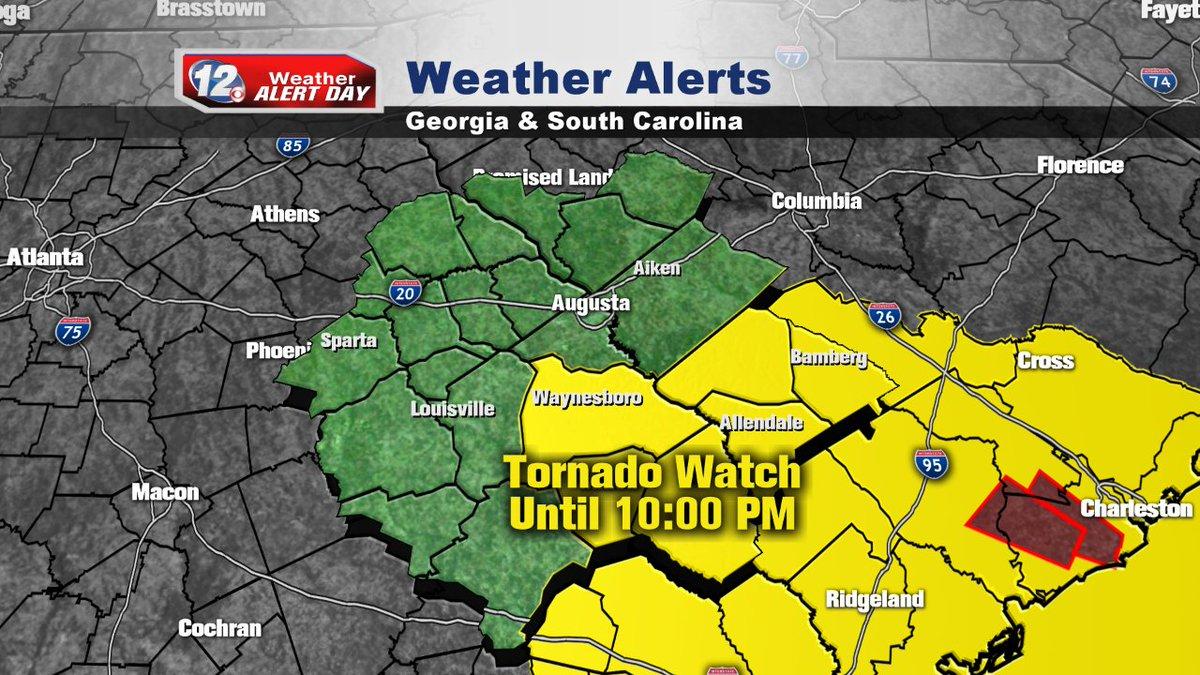 oga
Brasstown
Fayet
77
74
12 Weather
ALERT DAY
Weather Alerts
Georgia & South Carolina
85
Promised Land
Florence
Athens
Columbia
Atlanta
Aiken
20
Augusta
26
75
Phoeni
Sparta
Bamberg
Cross
Waynesboro
Louisville
Allendale
95
Tornado Watch
Until 10:00 PM
Macon
Charleston
Ridgeland
Cochran